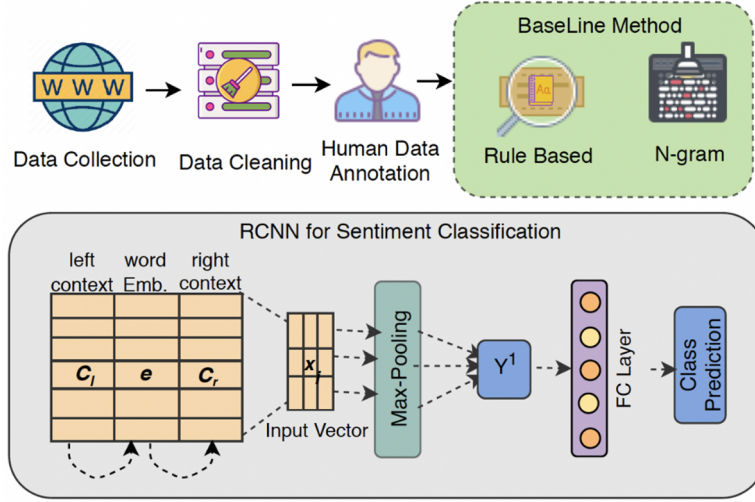 BaseLine Method
W W W
Aa
Data Collection
Data Cleaning
Human Data
Annotation
Rule Based
N-gram
RCNN for Sentiment Classification
left
context
word
Emb.
right
context
C_l
e
C_r
x_i
Input Vector
Max-Pooling
Y^1
FC Layer
Class
Prediction